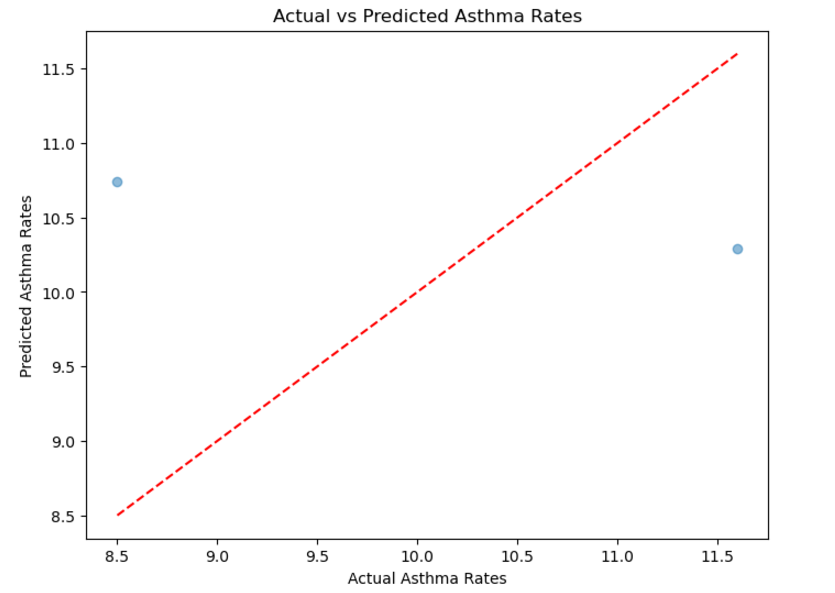 Actual vs Predicted Asthma Rates
11.5
11.0
10.5
10.0
9.5
9.0
8.5
Predicted Asthma Rates
8.5 9.0 9.5 10.0 10.5 11.0 11.5
Actual Asthma Rates